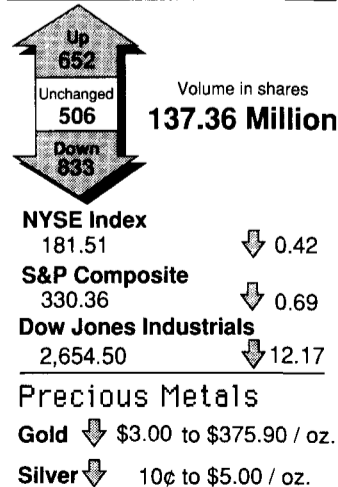 Up
652
Unchanged
506
Down
833
Volume in shares
137.36 Million
NYSE Index
181.51 0.42
S&P Composite
330.36 0.69
Dow Jones Industrials
2,654.50 12.17
Precious Metals
Gold $3.00 to $375.90 / oz.
Silver 10¢ to $5.00 / oz.